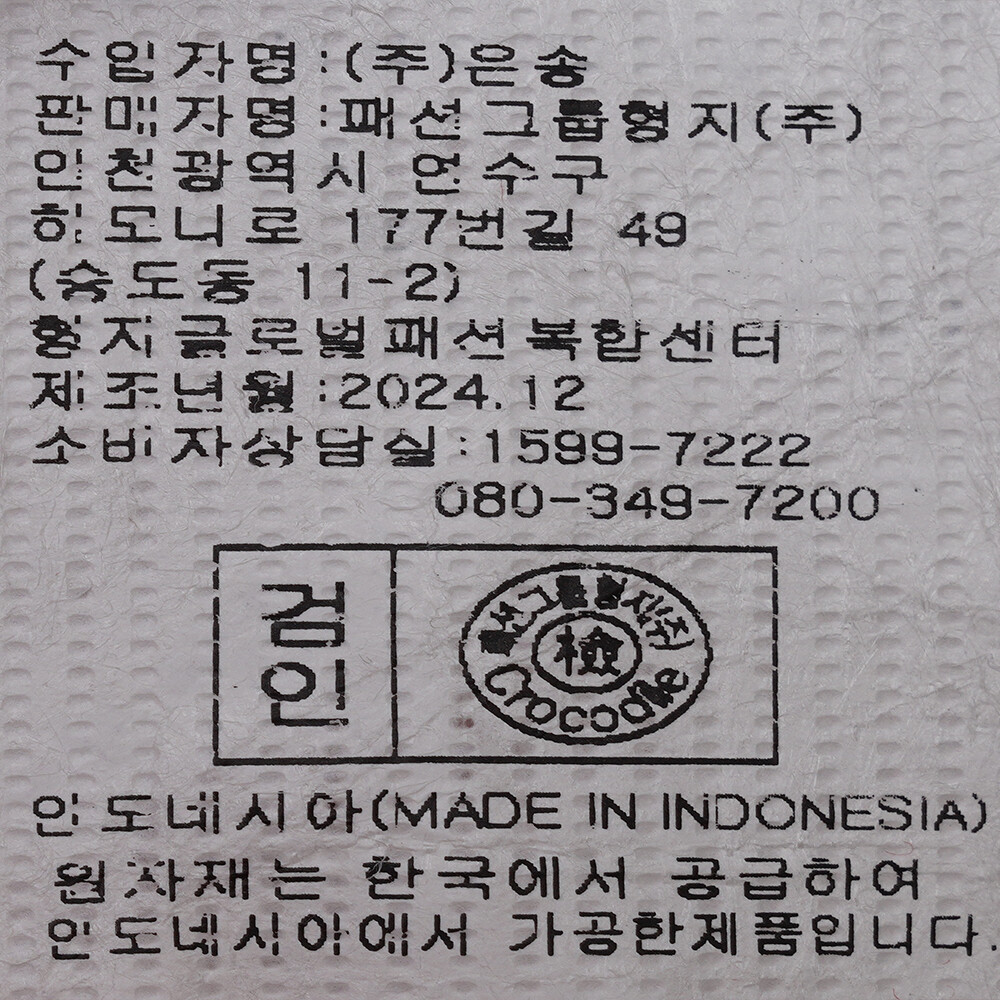 수입자명:(주)은송
판매자명:패션그룹형지(주)
인천광역시 연수구
하모니로 177번길 49
(송도동 11-2)
형지글로벌패션복합센터
제조년월:2024.12
소비자상담실:1599-7222
080-349-7200
검인
패션그룹형지(주)
檢
Crocodile
인도네시아(MADE IN INDONESIA)
원자재는 한국에서 공급하여
인도네시아에서 가공한제품입니다.